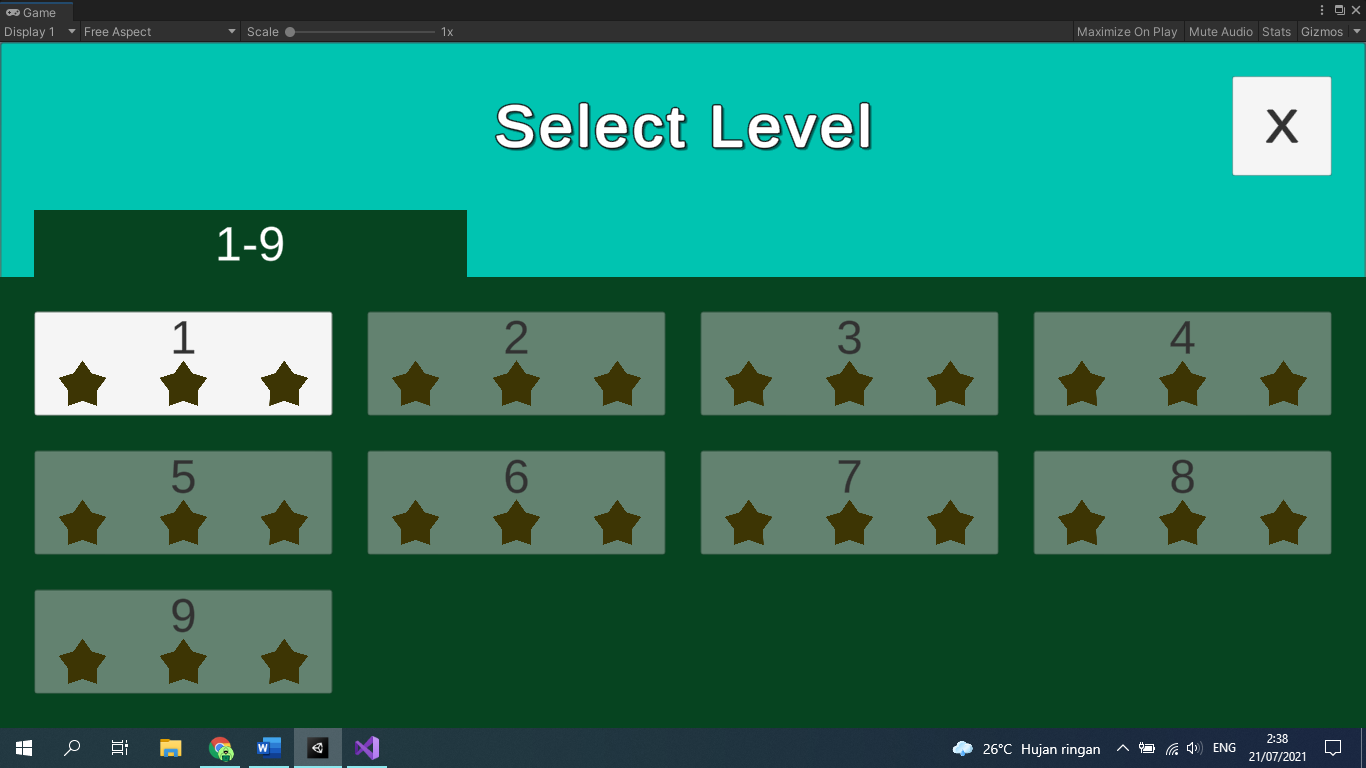 Game
Display 1 Free Aspect Scale 1x Maximize On Play Mute Audio Stats Gizmos
Select Level
X
1-9
1 2 3 4
5 6 7 8
9
26°C Hujan ringan ENG 2:38
21/07/2021